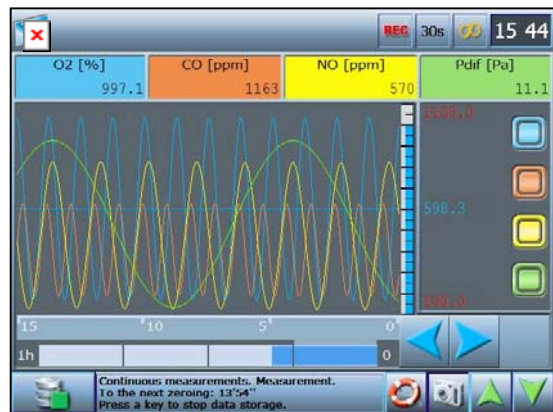 REC 30s 15 44
O2 [%] CO [ppm] NO [ppm] Pdif [Pa]
997.1 1163 570 11.1
1100.0
598.3
100.0
15 10 5' 0'
1h 0
Continuous measurements. Measurement.
To the next zeroing: 13'54"
Press a key to stop data storage.